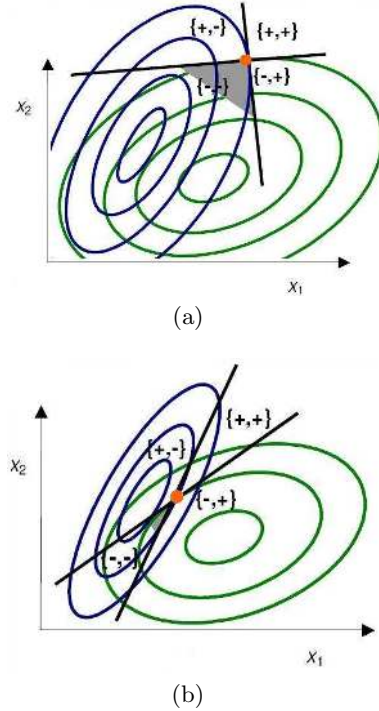 {+,-}
{+,+}
{-,-}
{-,+}
X2
X1
(a)
{+,+}
{+,-}
X2
{-,+}
{-,-}
X1
(b)